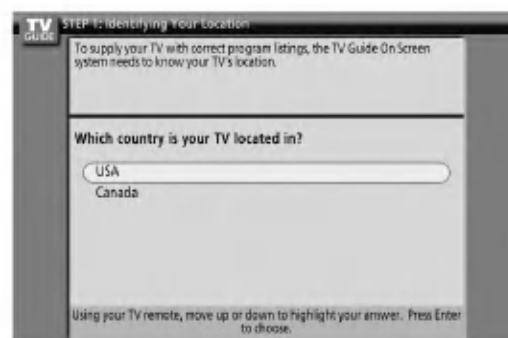 TV
GUIDE
STEP 1: Identifying Your Location
To supply your TV with correct program listings, the TV Guide On Screen
system needs to know your TV's location.
Which country is your TV located in?
USA
Canada
Using your TV remote, move up or down to highlight your answer. Press Enter
to choose.